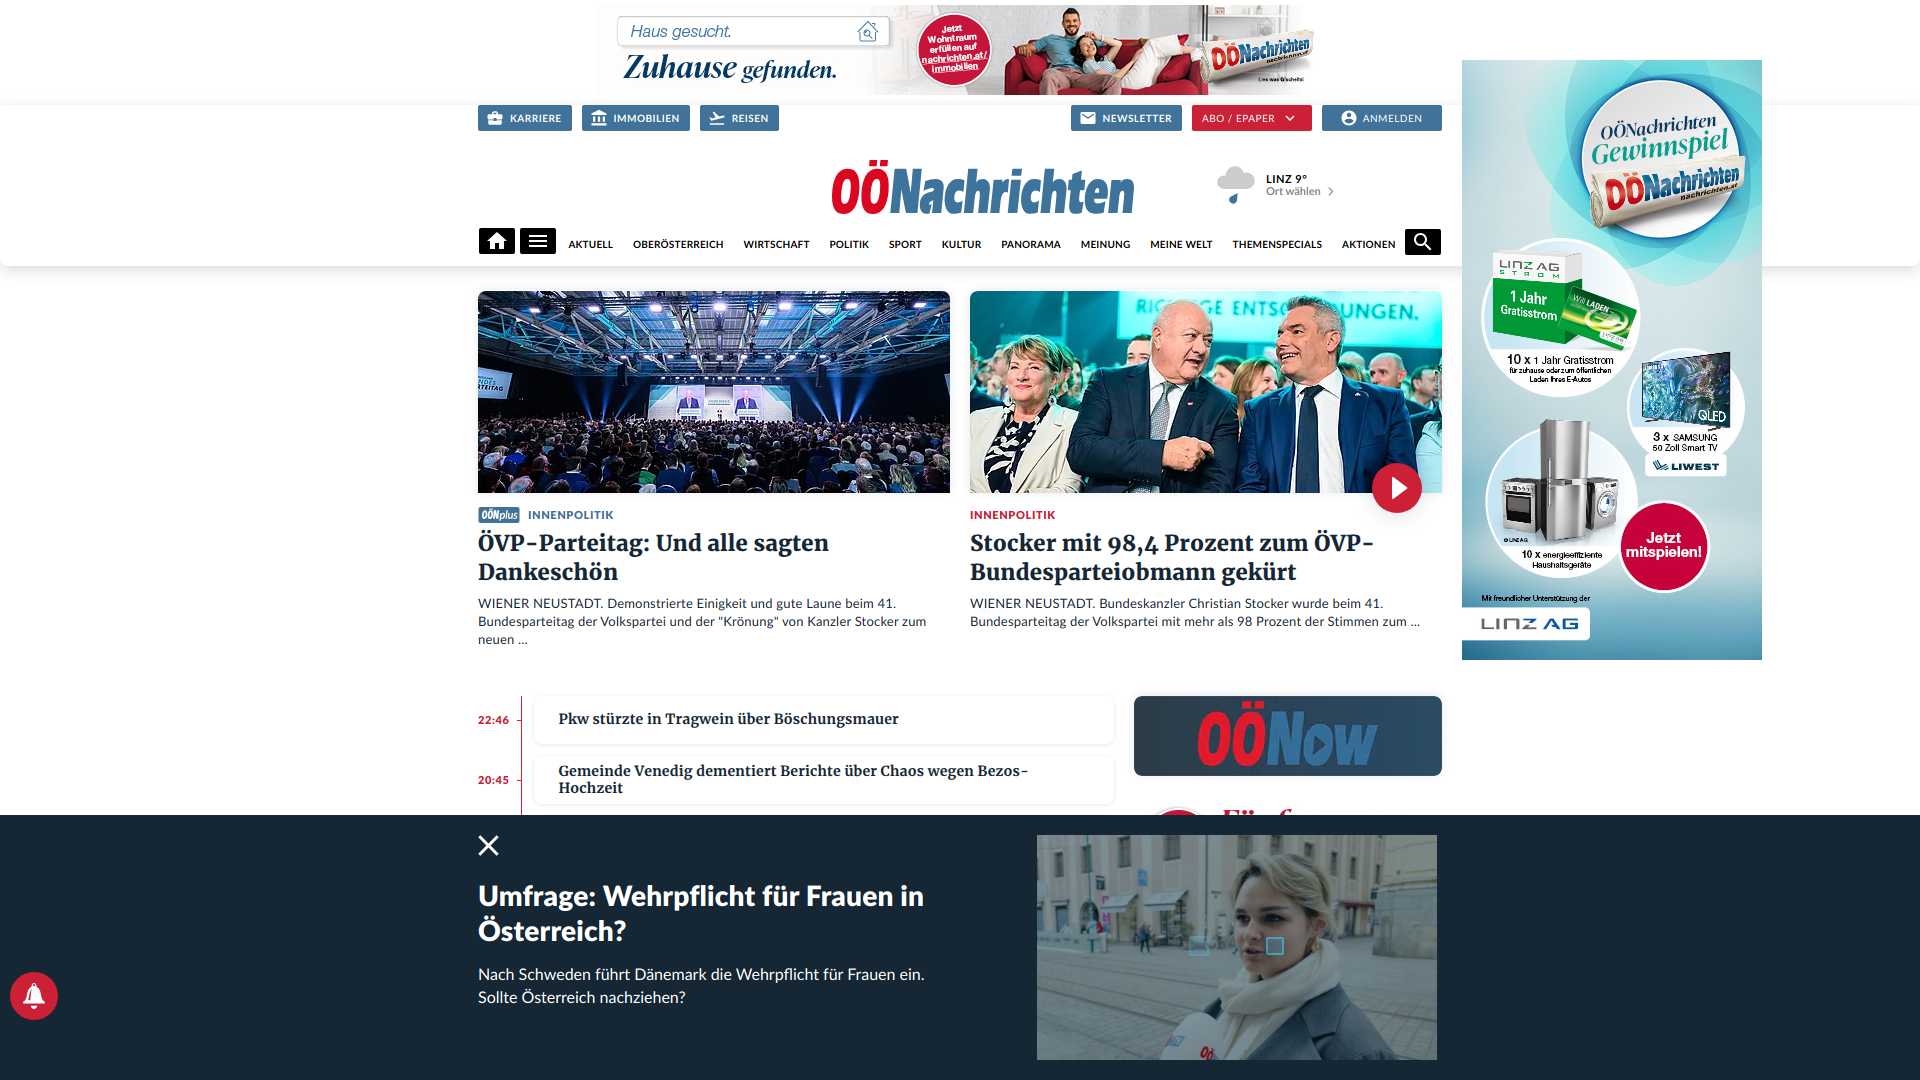 Haus gesucht.
Zuhause gefunden.
Jetzt
Wohntraum
erfüllen auf
nachrichten.at/
immobilien
OÖNachrichten
KARRIERE
IMMOBILIEN
REISEN
NEWSLETTER
ABO / EPAPER
ANMELDEN
OÖNachrichten
LINZ 9°
Ort wählen
AKTUELL
OBERÖSTERREICH
WIRTSCHAFT
POLITIK
SPORT
KULTUR
PANORAMA
MEINUNG
MEINE WELT
THEMENSPECIALS
AKTIONEN
PARTEITAG
OÖNplus INNENPOLITIK
ÖVP-Parteitag: Und alle sagten
Dankeschön
WIENER NEUSTADT. Demonstrierte Einigkeit und gute Laune beim 41.
Bundesparteitag der Volkspartei und der "Krönung" von Kanzler Stocker zum
neuen ...
INNENPOLITIK
Stocker mit 98,4 Prozent zum ÖVP-
Bundesparteiobmann gekürt
WIENER NEUSTADT. Bundeskanzler Christian Stocker wurde beim 41.
Bundesparteitag der Volkspartei mit mehr als 98 Prozent der Stimmen zum ...
OÖNachrichten
Gewinnspiel
OÖNachrichten
nachrichten.at
LINZ AG
STROM
1 Jahr
Gratisstrom
LADEN
10 x 1 Jahr Gratisstrom
für zuhause oder zum öffentlichen
Laden Ihres E-Autos
QLED
3 x SAMSUNG
50 Zoll Smart TV
LIWEST
© LINZ AG
10 x energieeffiziente
Haushaltsgeräte
Jetzt
mitspielen!
Mit freundlicher Unterstützung der
LINZ AG
22:46
Pkw stürzte in Tragwein über Böschungsmauer
20:45
Gemeinde Venedig dementiert Berichte über Chaos wegen Bezos-
Hochzeit
OÖNow
Umfrage: Wehrpflicht für Frauen in
Österreich?
Nach Schweden führt Dänemark die Wehrpflicht für Frauen ein.
Sollte Österreich nachziehen?